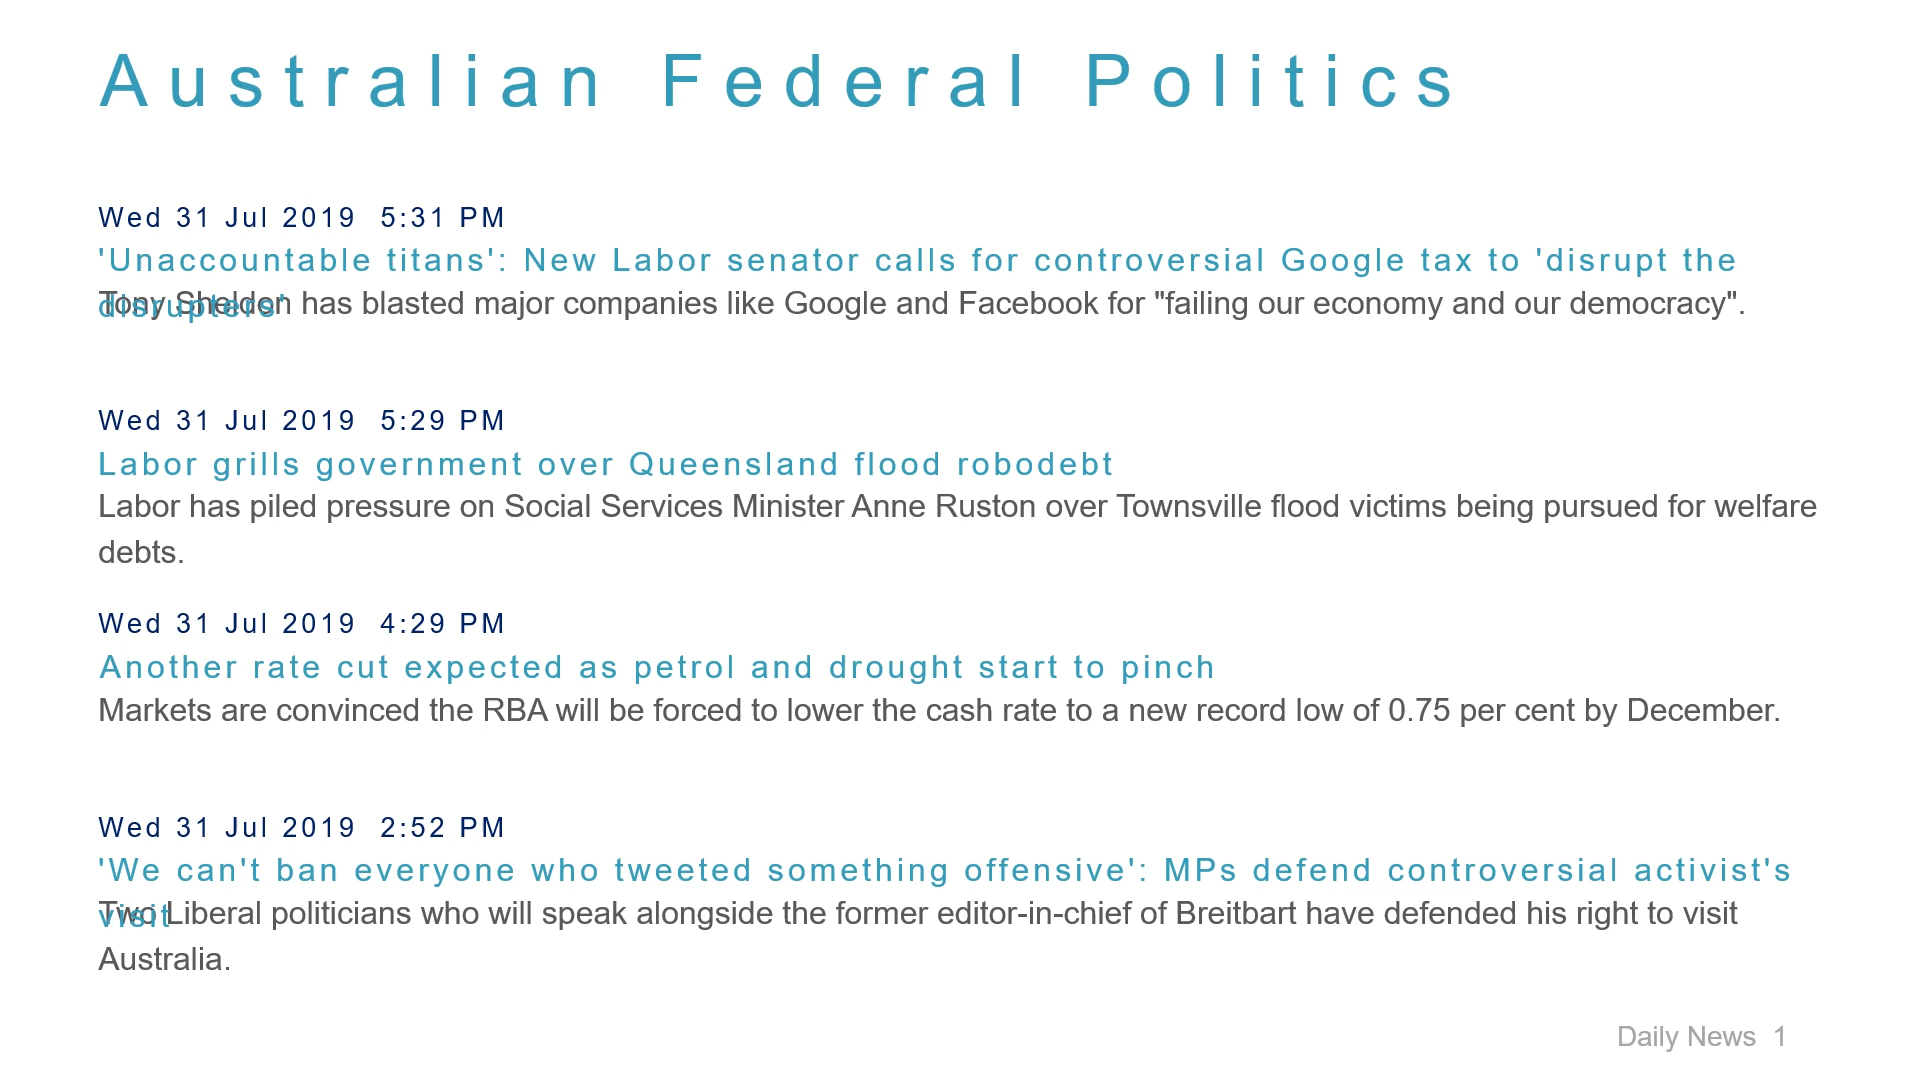 Australian Federal Politics
Wed 31 Jul 2019 5:31 PM
'Unaccountable titans': New Labor senator calls for controversial Google tax to 'disrupt the
disrupters'
Tony Sheldon has blasted major companies like Google and Facebook for "failing our economy and our democracy".
Wed 31 Jul 2019 5:29 PM
Labor grills government over Queensland flood robodebt
Labor has piled pressure on Social Services Minister Anne Ruston over Townsville flood victims being pursued for welfare
debts.
Wed 31 Jul 2019 4:29 PM
Another rate cut expected as petrol and drought start to pinch
Markets are convinced the RBA will be forced to lower the cash rate to a new record low of 0.75 per cent by December.
Wed 31 Jul 2019 2:52 PM
'We can't ban everyone who tweeted something offensive': MPs defend controversial activist's
visit
Two Liberal politicians who will speak alongside the former editor-in-chief of Breitbart have defended his right to visit
Australia.
Daily News 1